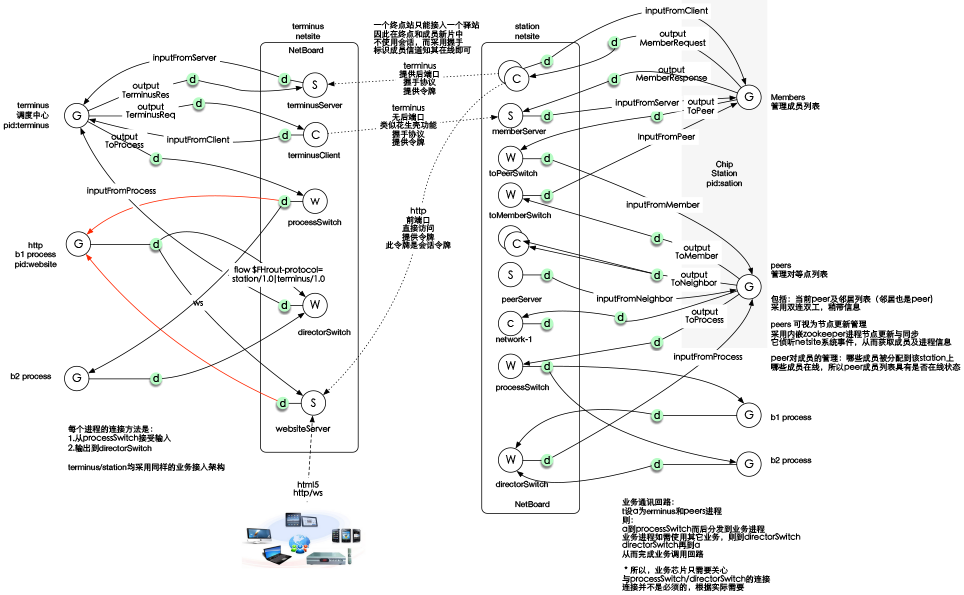 terminus
netsite
一个终点站只能接入一个驿站
因此在终点和成员新片中
不使用会话，而采用握手
标识成员信道知其在线即可
station
netsite
inputFromClient
NetBoard
output
MemberRequest
inputFromServer
d
S
terminusServer
terminus
提供后端口
握手协议
提供令牌
C
d
d
output
MemberResponse
output
TerminusRes
d
d
output
TerminusReq
d
terminus
调度中心
pid:terminus
G
terminus
无后端口
类似花生壳功能
握手协议
提供令牌
S
memberServer
d
inputFromServer
d
output
ToPeer
G
Members
管理成员列表
output
ToProcess
inputFromClient
d
C
terminusClient
d
inputFromPeer
d
W
toPeerSwitch
d
Chip
Station
pid:sation
inputFromProcess
d
W
processSwitch
W
toMemberSwitch
d
inputFromMember
http
前端口
直接访问
提供令牌
此令牌是会话令牌
http
b1 process
pid:website
G
d
C
d
output
ToMember
flow $FHrout-protocol=
station/1.0|terminus/1.0
S
peerServer
d
d
output
ToNeighbor
inputFromNeighbor
G
peers
管理对等点列表
ws
d
W
directorSwitch
c
network-1
d
d
output
ToProcess
包括：当前peer及邻居列表（邻居也是peer）
采用双连双工，稍带信息
peers 可视为节点更新管理
采用内嵌zookeeper进程节点更新与同步
它侦听netsite系统事件，从而获取成员及进程信息
d
inputFromProcess
peer对成员的管理：哪些成员被分配到该station上
哪些成员在线，所以peer成员列表具有是否在线状态
b2 process
G
d
W
processSwitch
d
d
S
websiteServer
d
G
b1 process
每个进程的连接方法是：
1.从processSwitch接受输入
2.输出到directorSwitch
terminus/station均采用同样的业务接入架构
W
directorSwitch
d
d
G
b2 process
html5
http/ws
NetBoard
业务通讯回路：
t设a为erminus和peers进程
则：
a到processSwitch而后分发到业务进程
业务进程如需使用其它业务，则到directorSwitch
directorSwitch再到a
从而完成业务调用回路
* 所以，业务芯片只需要关心
与processSwitch/directorSwitch的连接
连接并不是必须的，根据实际需要